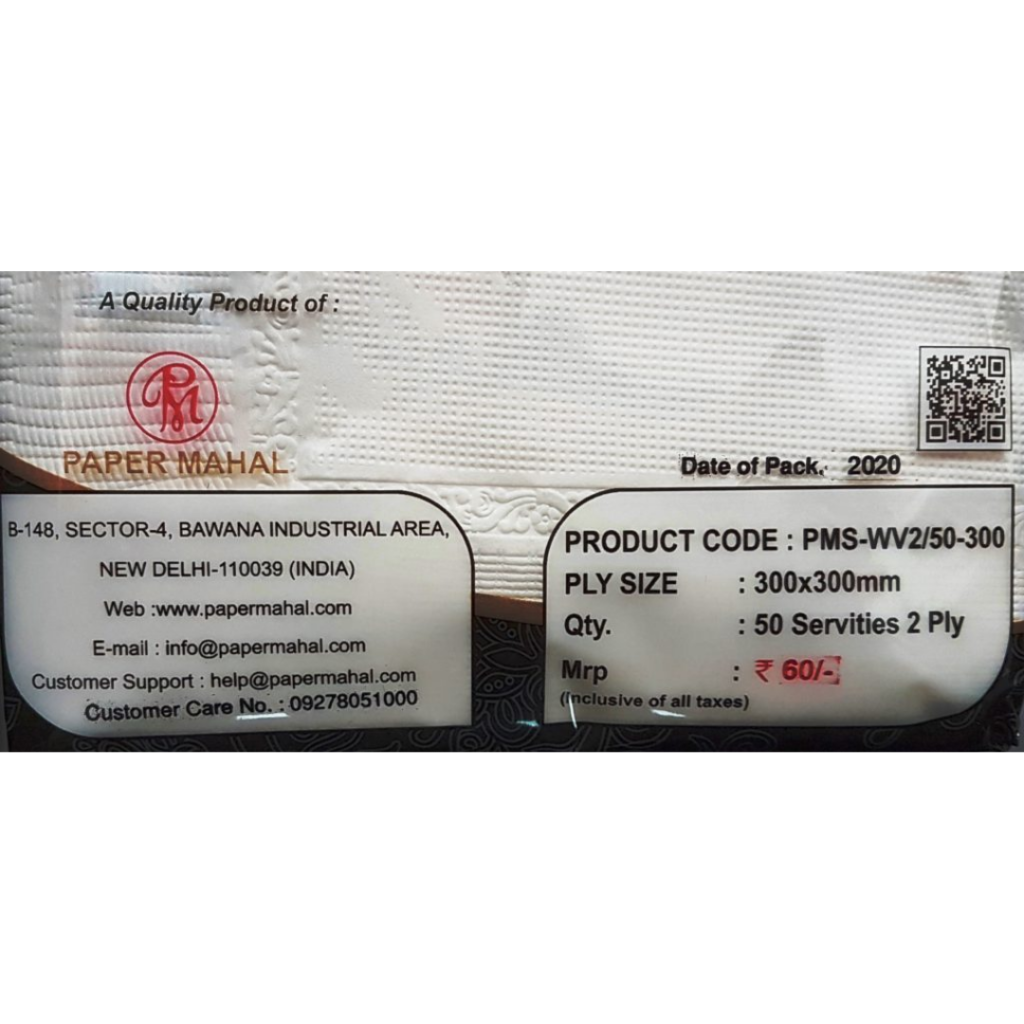 A Quality Product of :
PM
PAPER MAHAL
Date of Pack. 2020
B-148, SECTOR-4, BAWANA INDUSTRIAL AREA,
NEW DELHI-110039 (INDIA)
Web :www.papermahal.com
E-mail : info@papermahal.com
Customer Support : help@papermahal.com
Customer Care No. : 09278051000
PRODUCT CODE : PMS-WV2/50-300
PLY SIZE : 300x300mm
Qty. : 50 Servities 2 Ply
Mrp : ₹ 60/-
(Inclusive of all taxes)